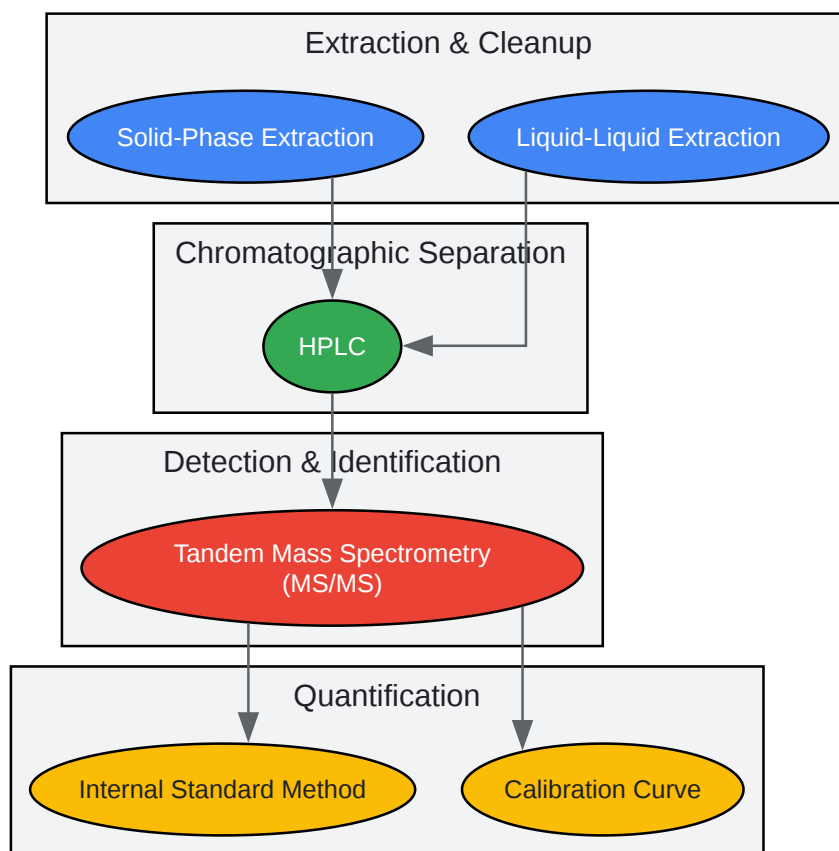 Extraction & Cleanup
Solid-Phase Extraction
Liquid-Liquid Extraction
Chromatographic Separation
HPLC
Detection & Identification
Tandem Mass Spectrometry
(MS/MS)
Quantification
Internal Standard Method
Calibration Curve